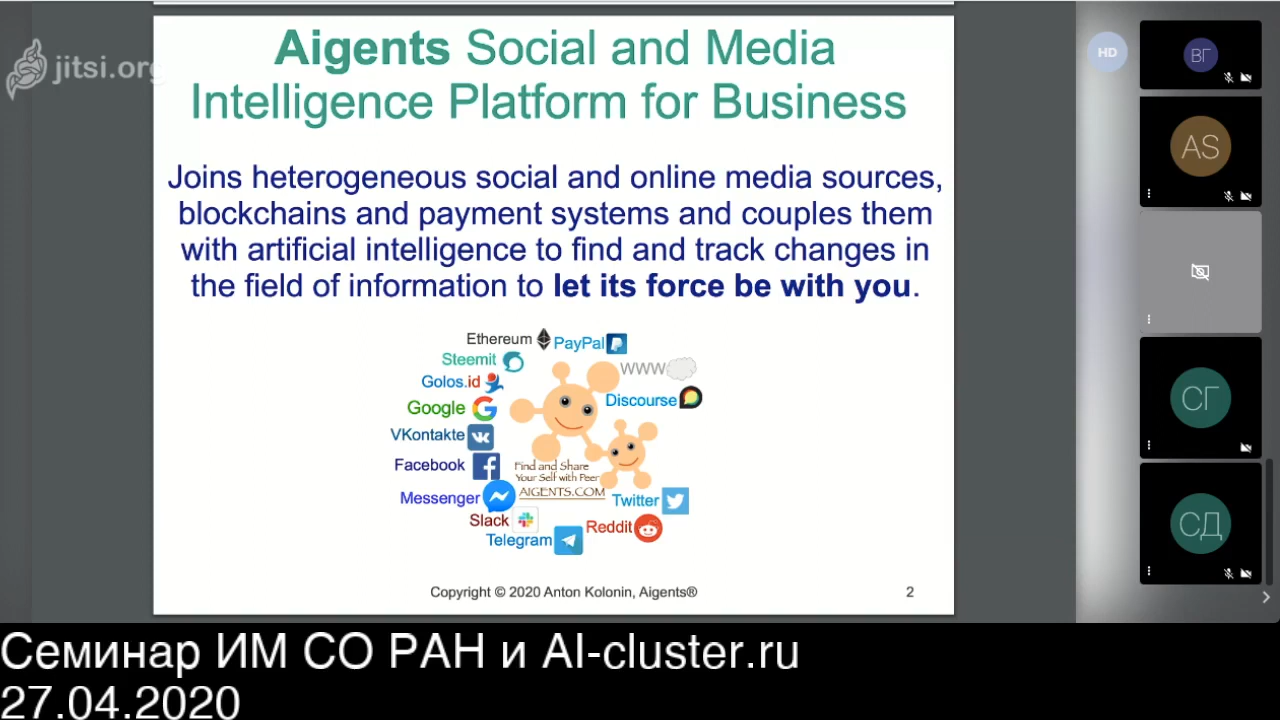 jitsi.org
Aigents Social and Media
Intelligence Platform for Business
Joins heterogeneous social and online media sources,
blockchains and payment systems and couples them
with artificial intelligence to find and track changes in
the field of information to let its force be with you.
Ethereum
PayPal
Steemit
WWW
Golos.id
Discourse
Google
VKontakte
Facebook
Find and Share
Your Self with Peer
AIGENTS.COM
Messenger
Twitter
Slack
Reddit
Telegram
Copyright © 2020 Anton Kolonin, Aigents®
2
HD
ВГ
AS
СГ
СД
Семинар ИМ СО РАН и AI-cluster.ru
27.04.2020